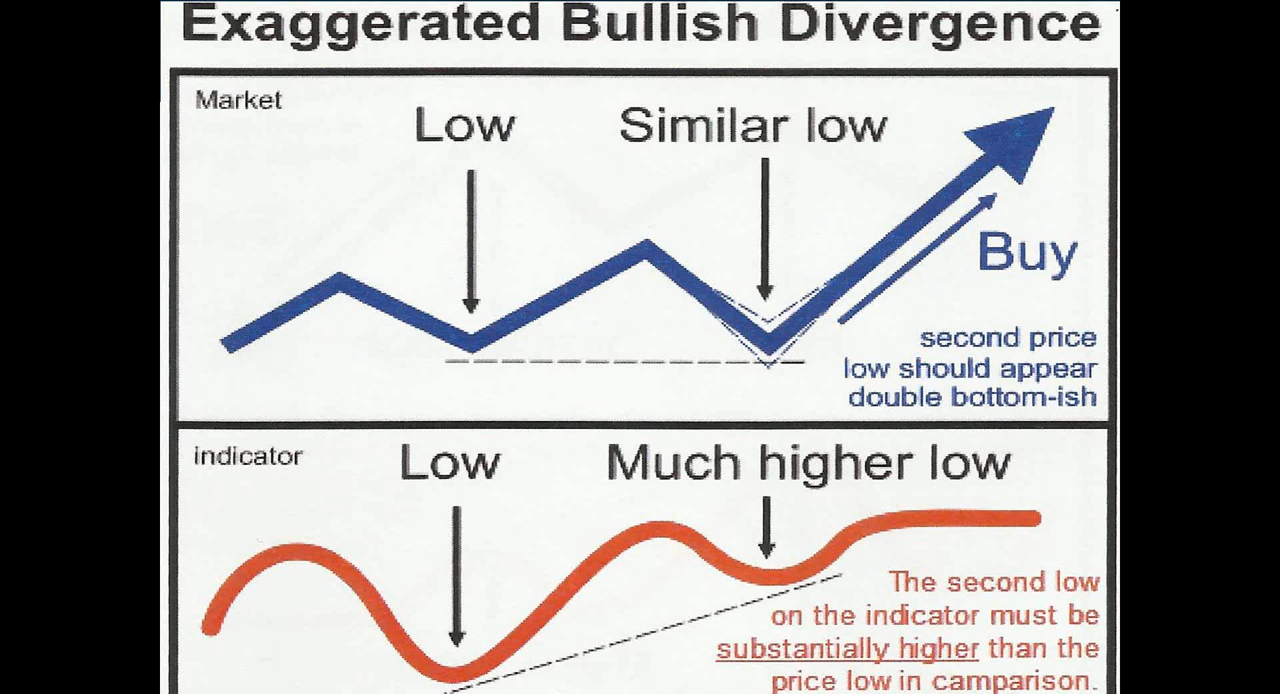 Exaggerated Bullish Divergence
Market
Low
Similar low
Buy
second price
low should appear
double bottom-ish
indicator
Low
Much higher low
The second low
on the indicator must be
substantially higher than the
price low in camparison.